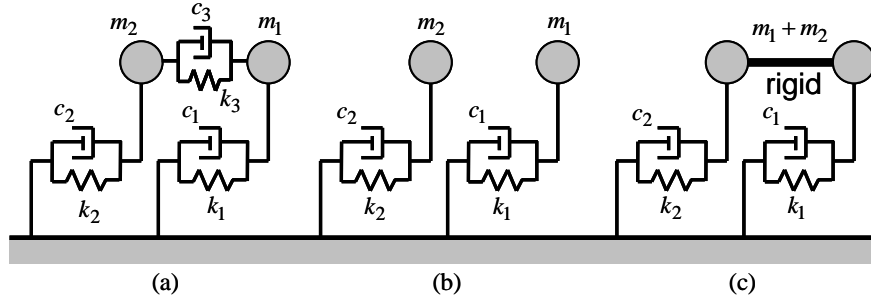 c₃
m₂ m₁ m₂ m₁ m₁ + m₂
rigid
k₃
c₂ c₁ c₂ c₁ c₂ c₁
k₂ k₁ k₂ k₁ k₂ k₁
(a) (b) (c)